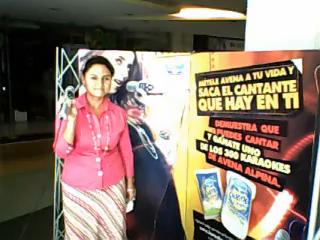 MÉTELE AVENA A TU VIDA Y
SACA EL CANTANTE
QUE HAY EN TI
DEMUESTRA QUE
PUEDES CANTAR
Y GÁNATE UNO
DE LOS 300 KARAOKES
DE AVENA ALPINA.